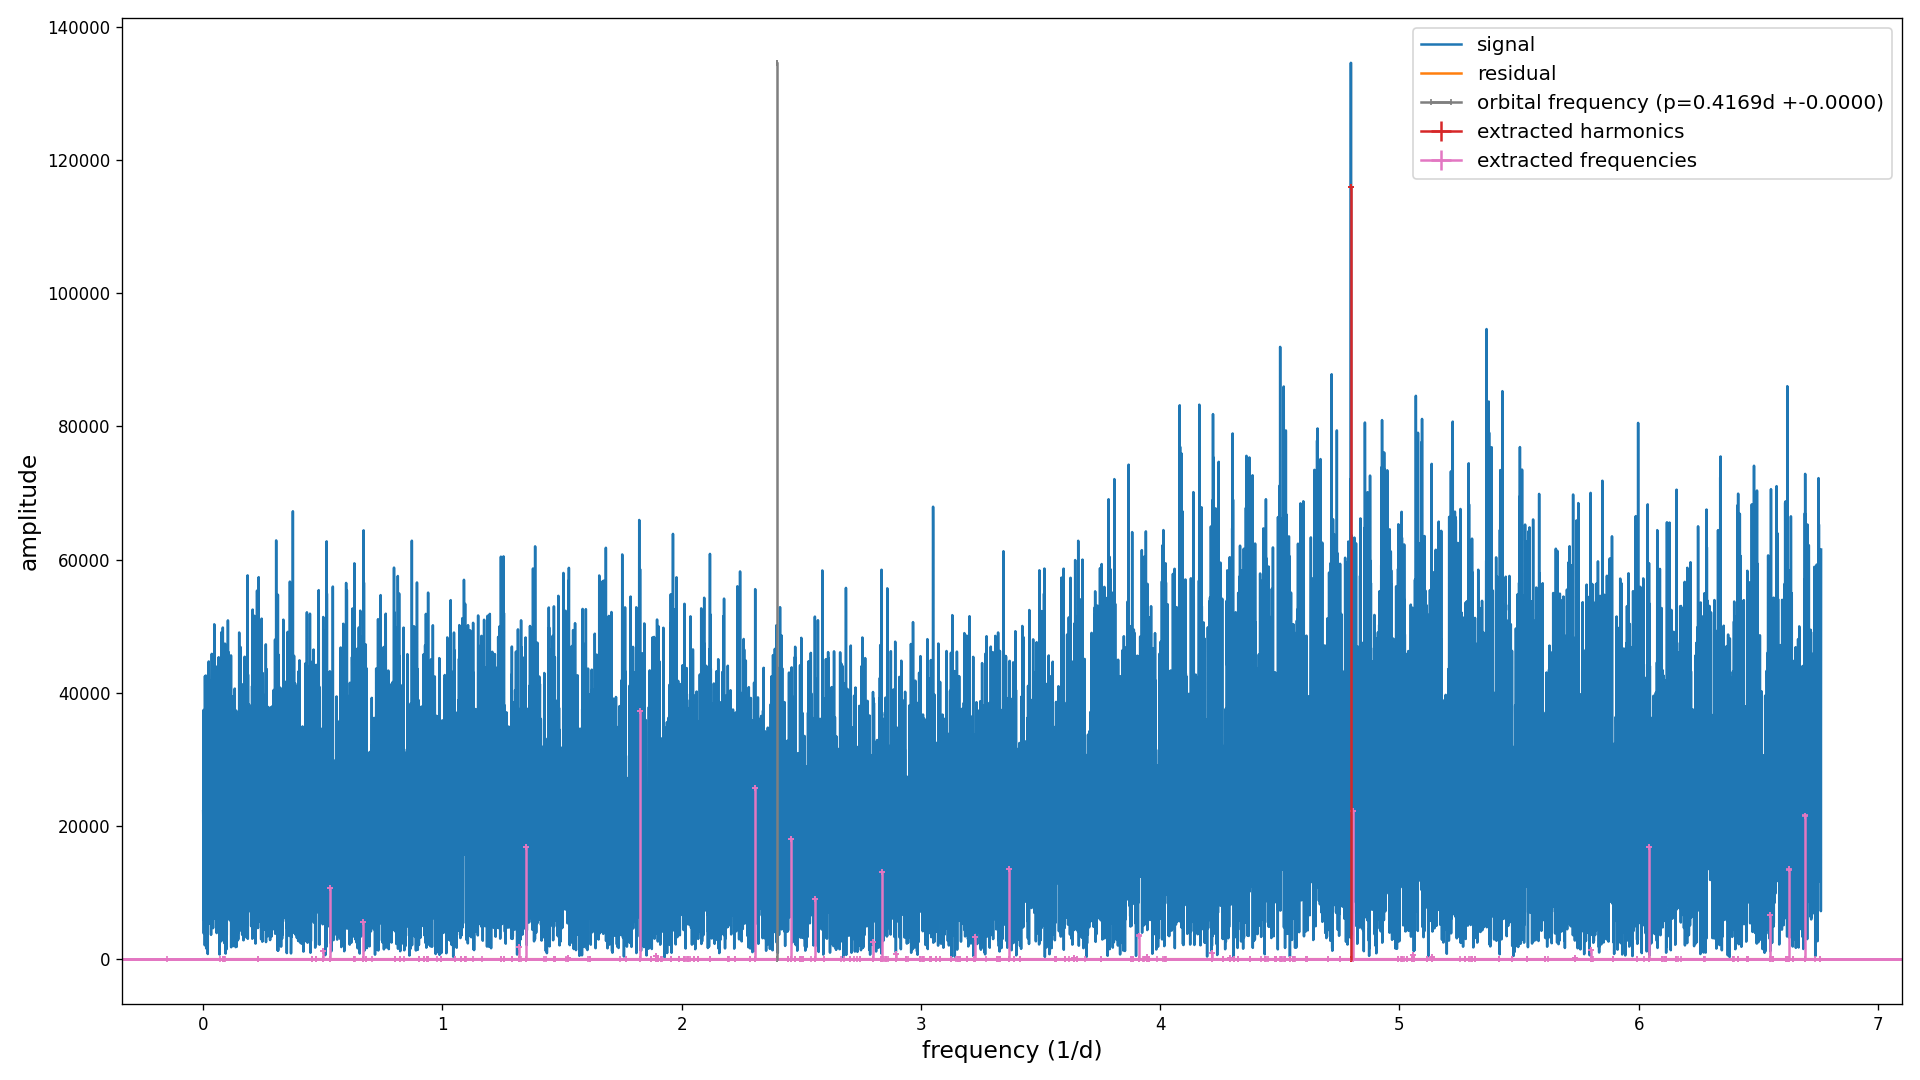 140000
120000
100000
80000
60000
40000
20000
0
amplitude
signal
residual
orbital frequency (p=0.4169d +-0.0000)
extracted harmonics
extracted frequencies
0 1 2 3 4 5 6 7
frequency (1/d)